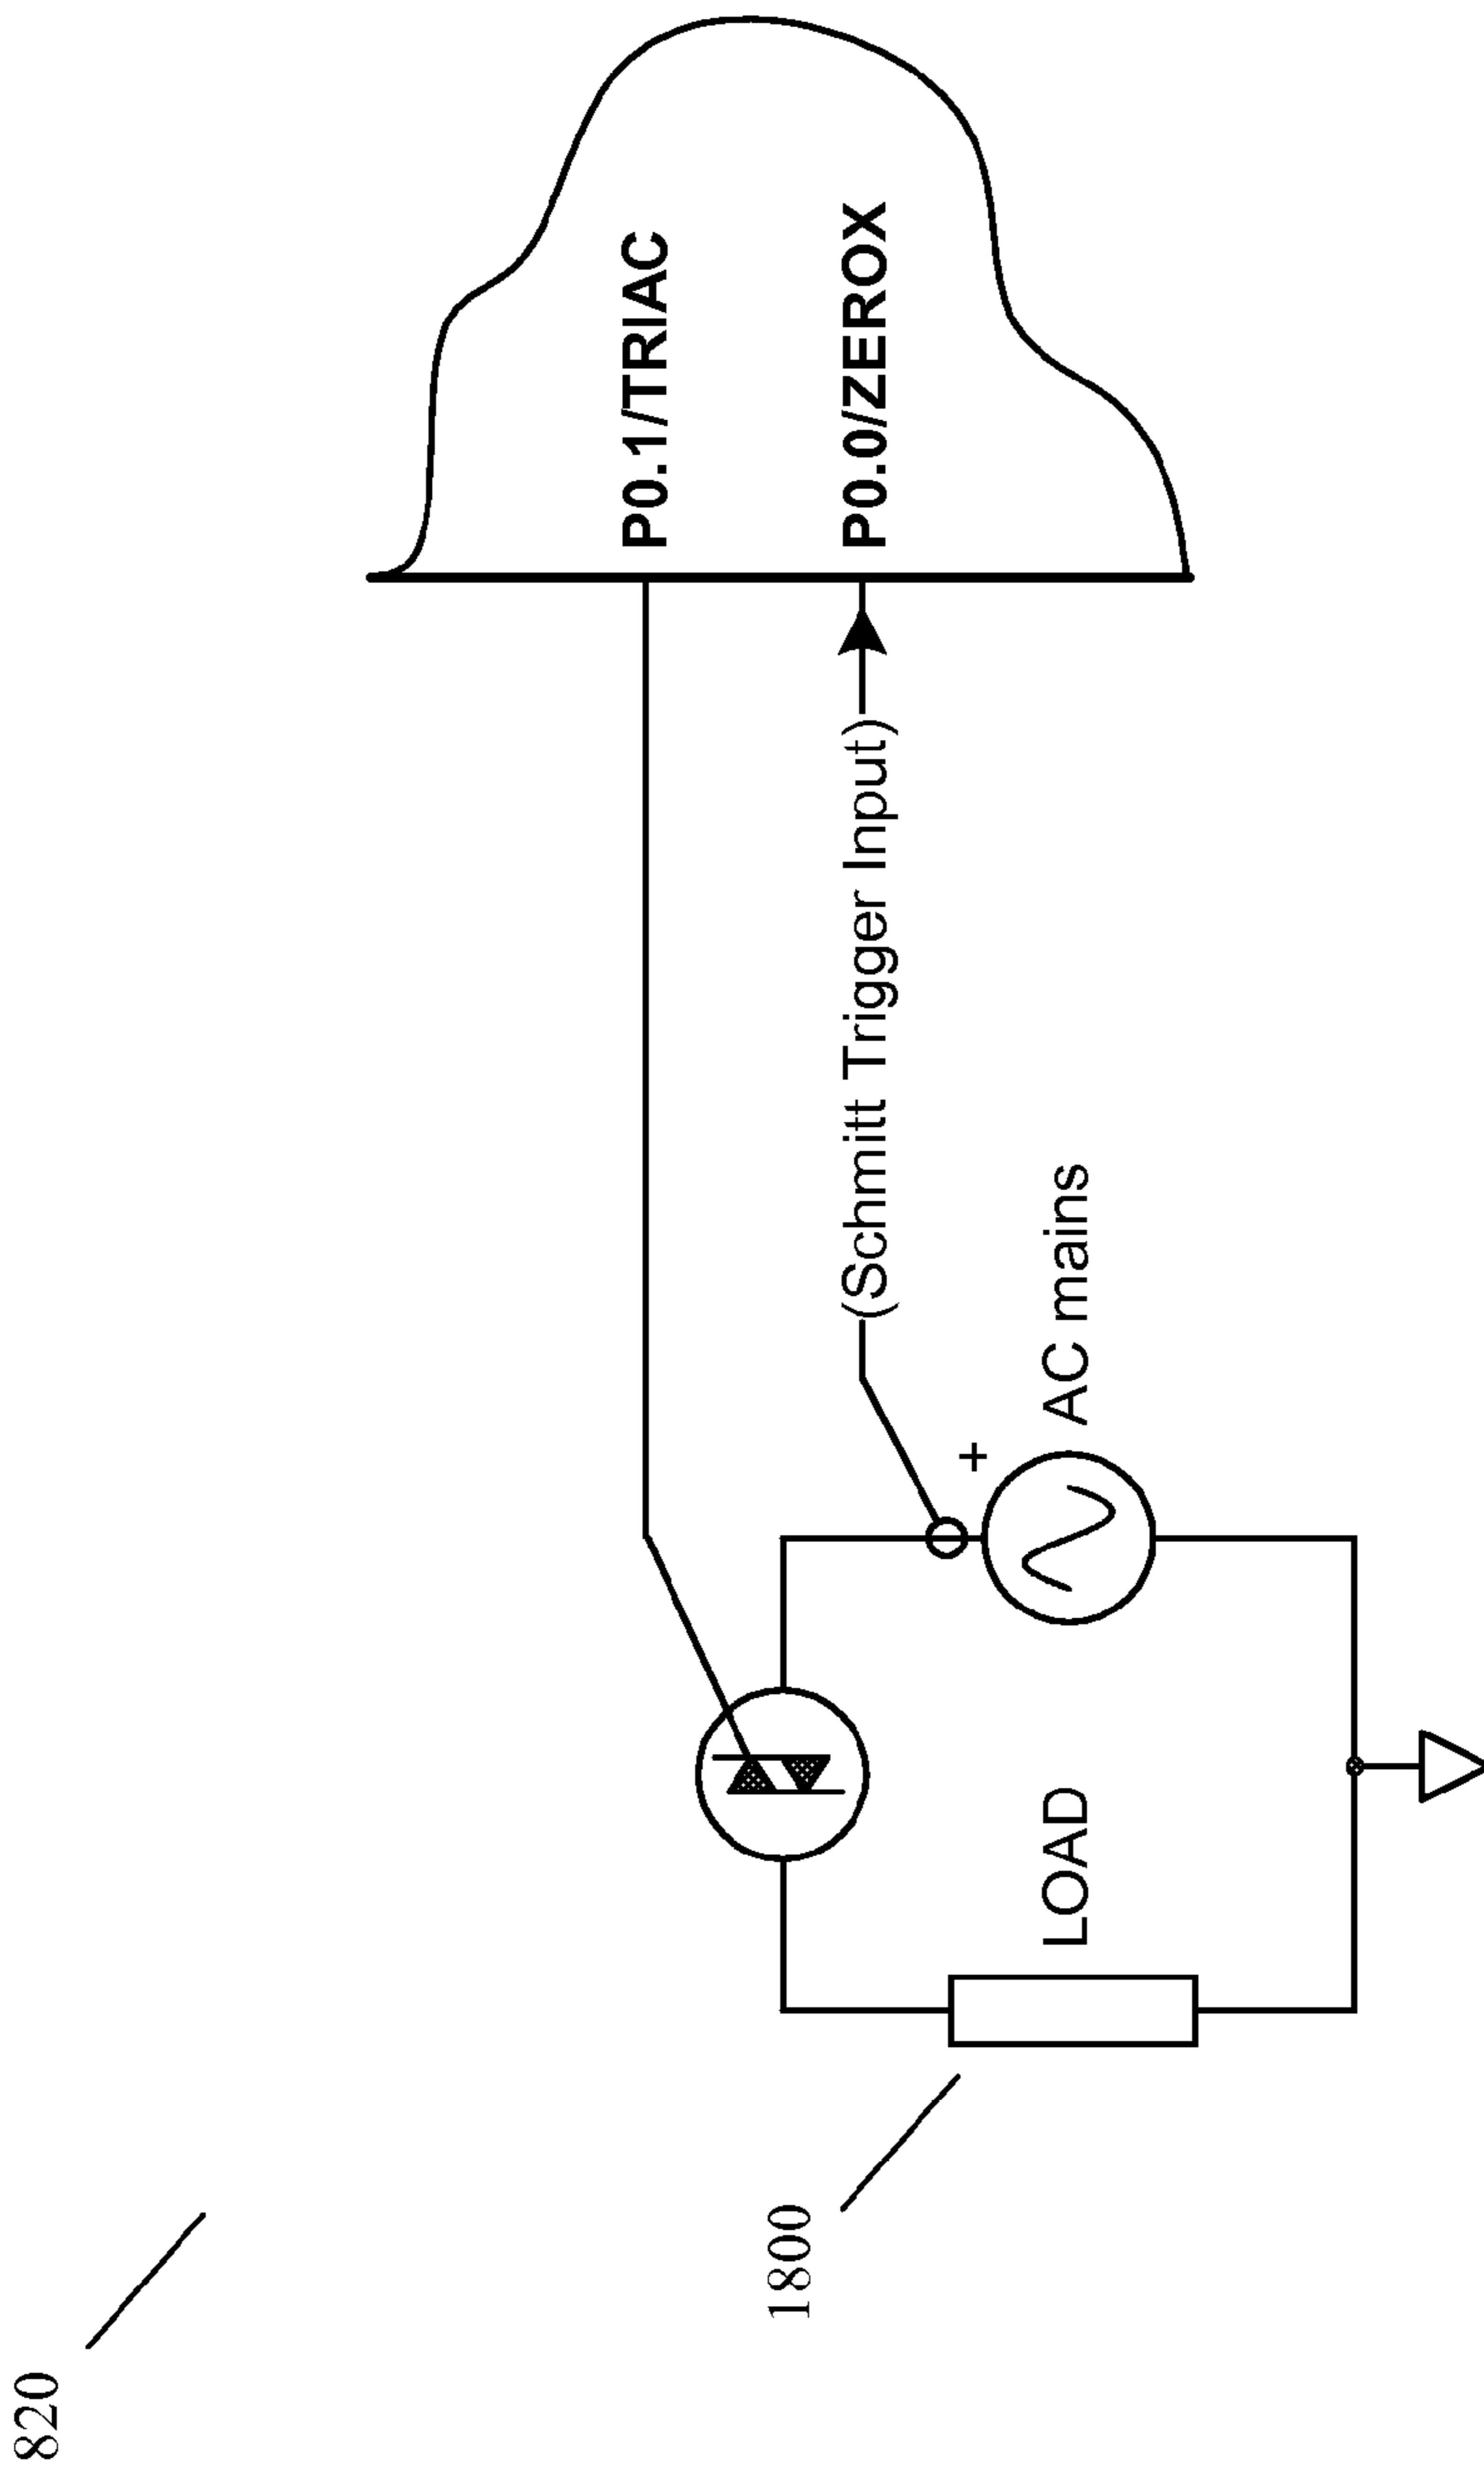 820
1800
P0.1/TRIAC
(Schmitt Trigger Input)
P0.0/ZEROX
+
AC mains
LOAD